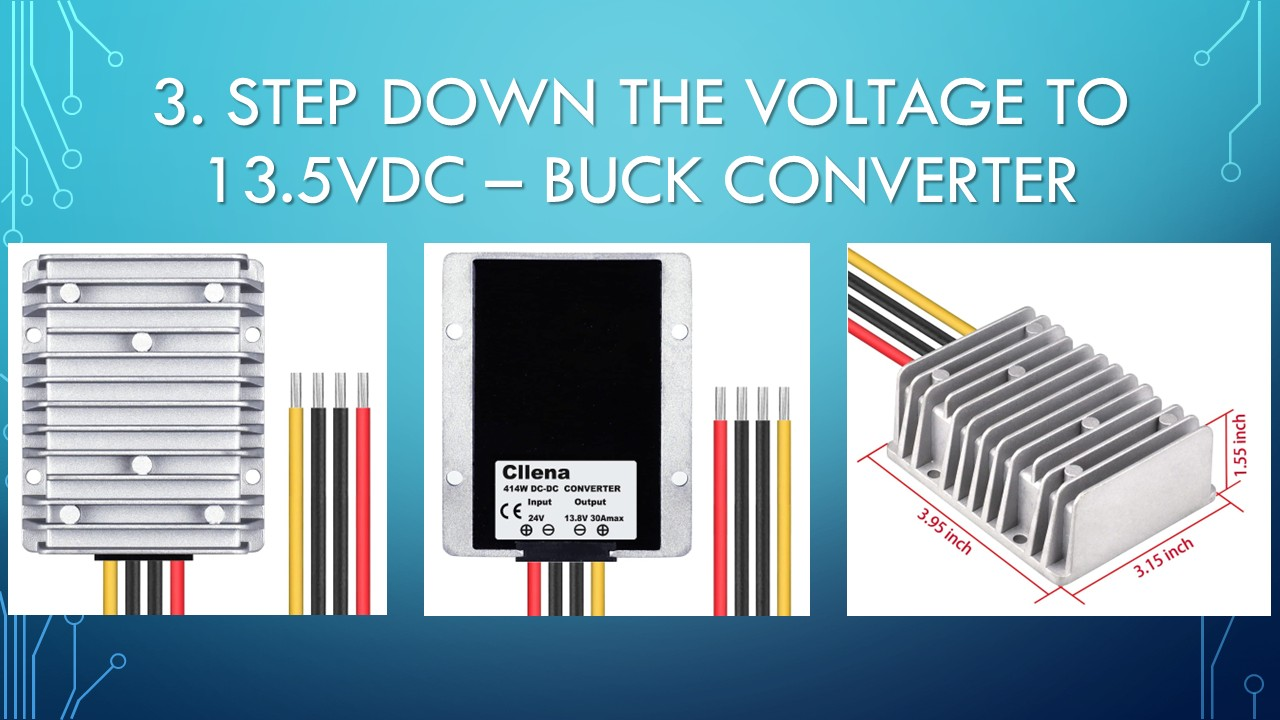 3. STEP DOWN THE VOLTAGE TO
13.5VDC – BUCK CONVERTER
Cllena
414W DC-DC CONVERTER
Input Output
24V 13.8V 30Amax
⊕ ⊖ ⊖ ⊕
3.95 inch
3.15 inch
1.55 inch